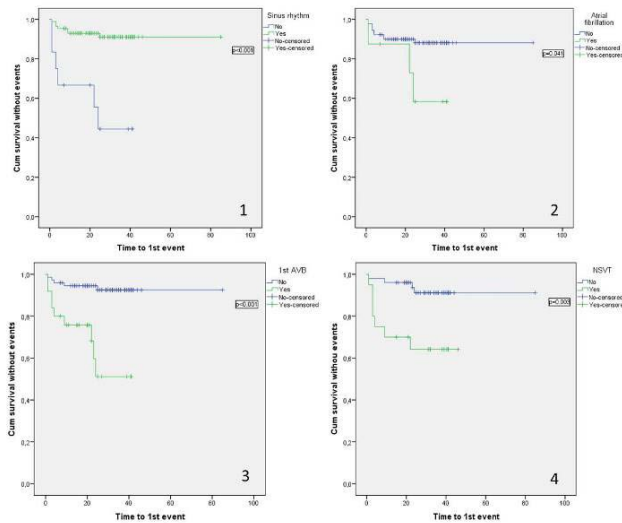 Sinus rhythm
No
Yes
No-censored
Yes-censored
p<0,001
Cum survival without events
1,0
0,8
0,6
0,4
0,2
0,0
0 20 40 60 80 100
Time to 1st event
1
Atrial fibrillation
No
Yes
No-censored
Yes-censored
p=0,041
Cum survival without events
1,0
0,8
0,6
0,4
0,2
0,0
0 20 40 60 80 100
Time to 1st event
2
1st AVB
No
Yes
No-censored
Yes-censored
p<0,001
Cum survival without events
1,0
0,8
0,6
0,4
0,2
0,0
0 20 40 60 80 100
Time to 1st event
3
NSVT
No
Yes
No-censored
Yes-censored
Cum survival without events
1,0
0,8
0,6
0,4
0,2
0,0
0 20 40 60 80 100
Time to 1st event
4